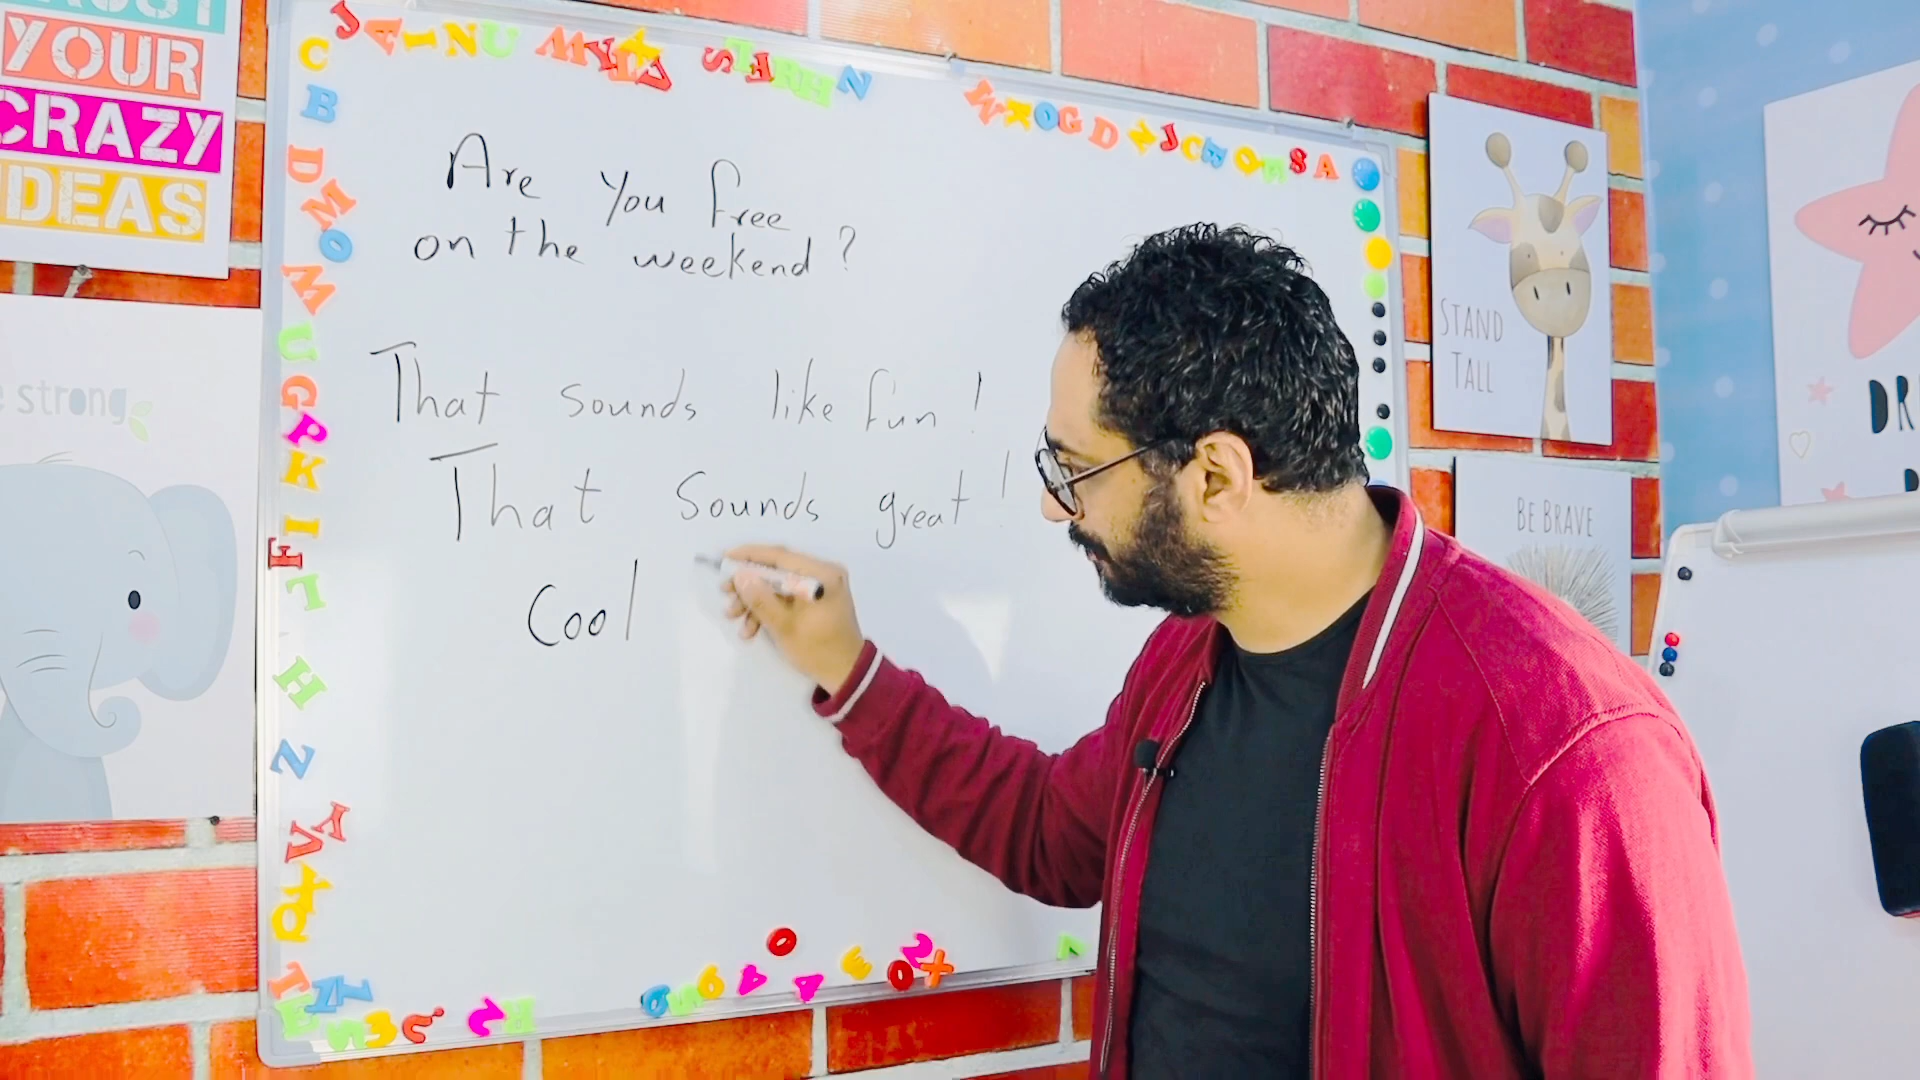 YOUR
CRAZY
IDEAS
strong
Are you free
on the weekend?
That sounds like fun!
That sounds great!
Cool
STAND
TALL
BE BRAVE